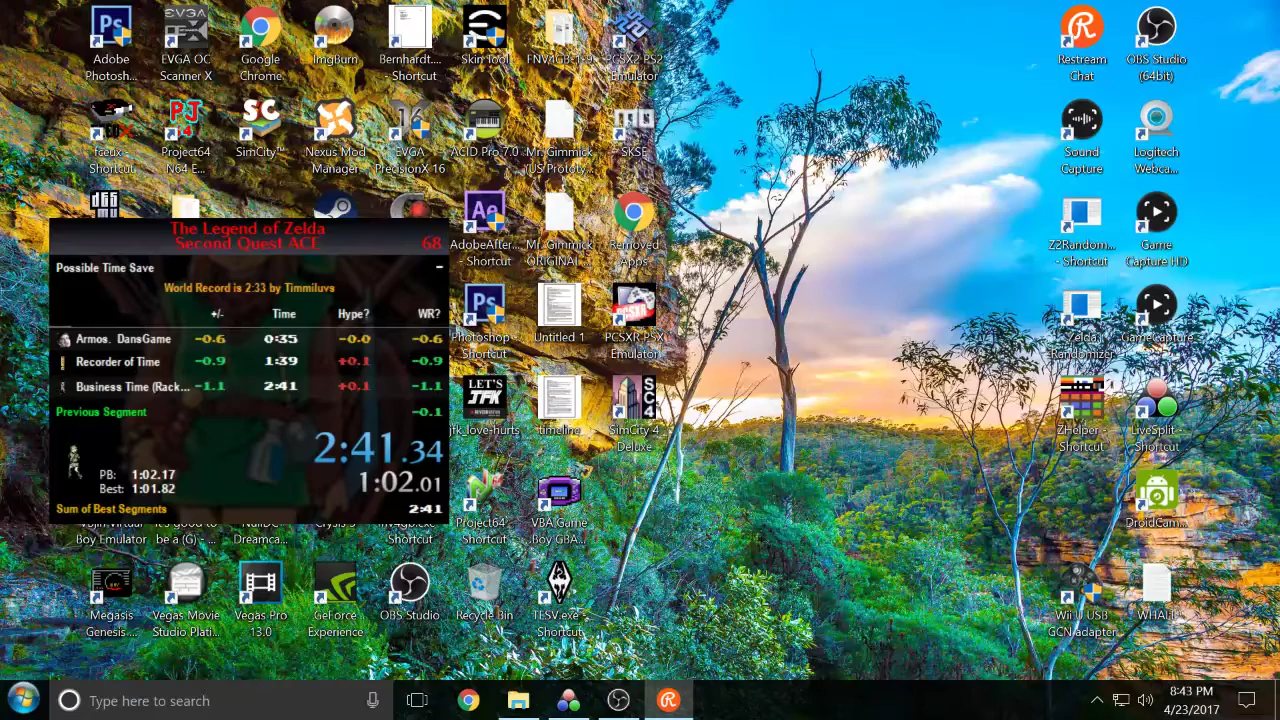 Adobe Photosh...
EVGA OC Scanner X
Google Chrome
ImgBurn
Bernhardt.... - Shortcut
Skin Tool
FNV4GB-1-9
PCSX2 PS2 Emulator
Restream Chat
OBS Studio (64bit)
fceux - Shortcut
Project64 N64 E...
SimCity™
Nexus Mod Manager
EVGA PrecisionX 16
ACID Pro 7.0
Mr. Gimmick (US Prototy...
SKSE
Sound Capture
Logitech Webca...
AdobeAfter... - Shortcut
Mr. Gimmick ORIGINAL ...
Removed Apps
Z2Random... - Shortcut
Game Capture HD
The Legend of Zelda
Second Quest ACE 68
Possible Time Save –
World Record is 2:33 by Timmiluvs
+/- Time Hype? WR?
Armos. DansGame -0.6 0:35 -0.0 -0.6
Recorder of Time -0.9 1:39 +0.1 -0.9
Business Time (Rack... -1.1 2:41 +0.1 -1.1
Previous Segment -0.1
2:41.34
PB: 1:02.17
Best: 1:01.82
1:02.01
Sum of Best Segments 2:41
Photoshop - Shortcut
Untitled 1
PCSXR PSX Emulator
Zelda Randomizer
GameCapture
LET'S JFK
jfk_love-hurts
timeline
SC4
SimCity 4 Deluxe
ZHelper - Shortcut
LiveSplit - Shortcut
Boy Emulator
be a (G) - ...
Dreamca...
Shortcut
Project64 - Shortcut
VBA Game Boy GBA...
DroidCam...
Megasis Genesis ...
Vegas Movie Studio Plati...
Vegas Pro 13.0
GeForce Experience
OBS Studio
Recycle Bin
TESV.exe - Shortcut
Wii U USB GCN adapter
Type here to search
8:43 PM
4/23/2017